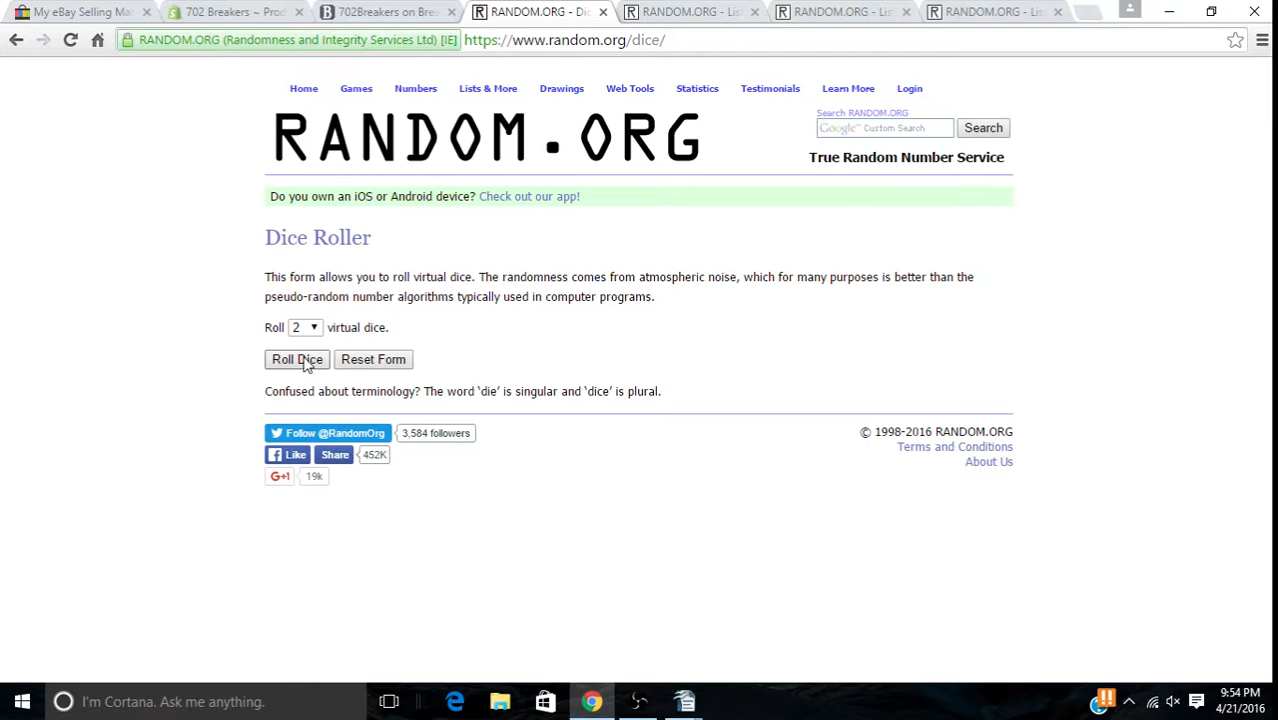 My eBay Selling Ma
702 Breakers ~ Prod
702Breakers on Brea
RANDOM.ORG - Di
RANDOM.ORG - Lis
RANDOM.ORG - Lis
RANDOM.ORG - Lis
RANDOM.ORG (Randomness and Integrity Services Ltd) [IE]
https://www.random.org/dice/
Home Games Numbers Lists & More Drawings Web Tools Statistics Testimonials Learn More Login
RANDOM.ORG
Search RANDOM.ORG
Google™ Custom Search
Search
True Random Number Service
Do you own an iOS or Android device? Check out our app!
Dice Roller
This form allows you to roll virtual dice. The randomness comes from atmospheric noise, which for many purposes is better than the
pseudo-random number algorithms typically used in computer programs.
Roll 2 virtual dice.
Roll Dice Reset Form
Confused about terminology? The word ‘die’ is singular and ‘dice’ is plural.
Follow @RandomOrg 3,584 followers
Like Share 452K
G+1 19k
© 1998-2016 RANDOM.ORG
Terms and Conditions
About Us
I'm Cortana. Ask me anything.
9:54 PM
4/21/2016